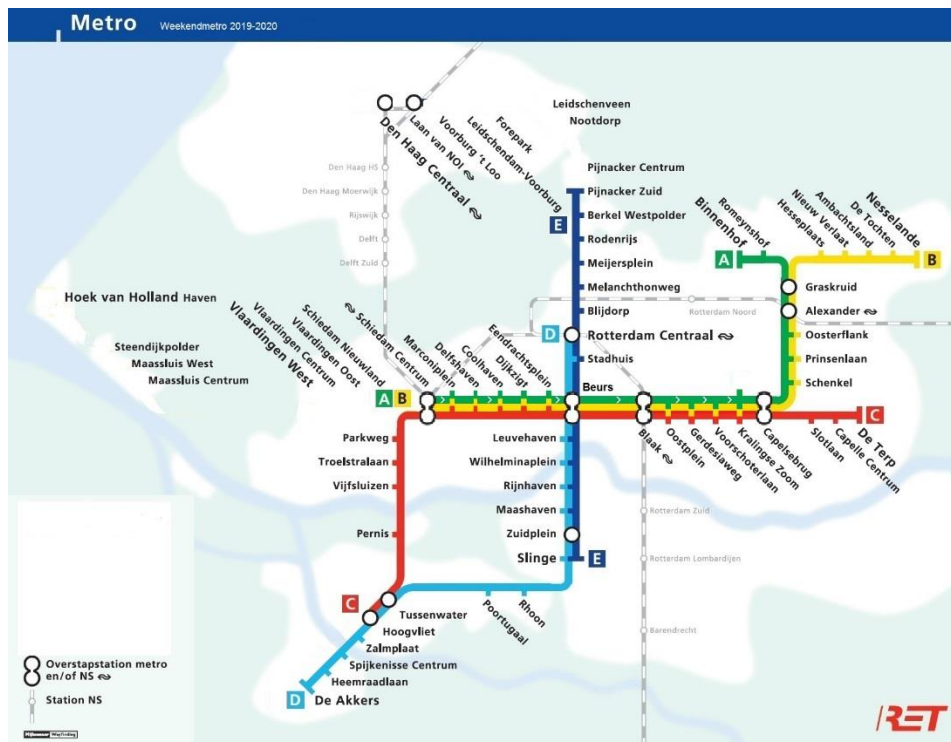 Metro
Weekendmetro 2019-2020
Leidschenveen
Nootdorp
Forepark
Leidschendam-Voorburg
Voorburg 't Loo
Laan van NOI
Den Haag Centraal
Den Haag HS
Den Haag Moerwijk
Rijswijk
Delft
Delft Zuid
Pijnacker Centrum
Pijnacker Zuid
E
Berkel Westpolder
Rodenrijs
Meijersplein
Melanchthonweg
Blijdorp
D
Rotterdam Centraal
Stadhuis
Beurs
Rotterdam Noord
A
Binnenhof
Romeynshof
Hesseplaats
Nieuw Verlaat
Ambachtsland
De Tochten
Nesselande
B
Graskruid
Alexander
Oosterflank
Prinsenlaan
Schenkel
Hoek van Holland Haven
Steendijkpolder
Maassluis West
Maassluis Centrum
Vlaardingen West
Vlaardingen Centrum
Vlaardingen Oost
Schiedam Nieuwland
Schiedam Centrum
A
B
Marconiplein
Delfshaven
Coolhaven
Dijkzigt
Eendrachtsplein
Blaak
Oostplein
Gerdesiaweg
Voorschoterlaan
Kralingse Zoom
Capelsebrug
Slotlaan
Capelle Centrum
De Terp
C
Parkweg
Troelstralaan
Vijfsluizen
Pernis
Leuvehaven
Wilhelminaplein
Rijnhaven
Maashaven
Zuidplein
Slinge
E
Rotterdam Zuid
Rotterdam Lombardijen
Barendrecht
C
Tussenwater
Hoogvliet
Zalmplaat
Spijkenisse Centrum
Heemraadlaan
D
De Akkers
Poortugaal
Rhoon
Overstapstation metro
en/of NS
Station NS
RET